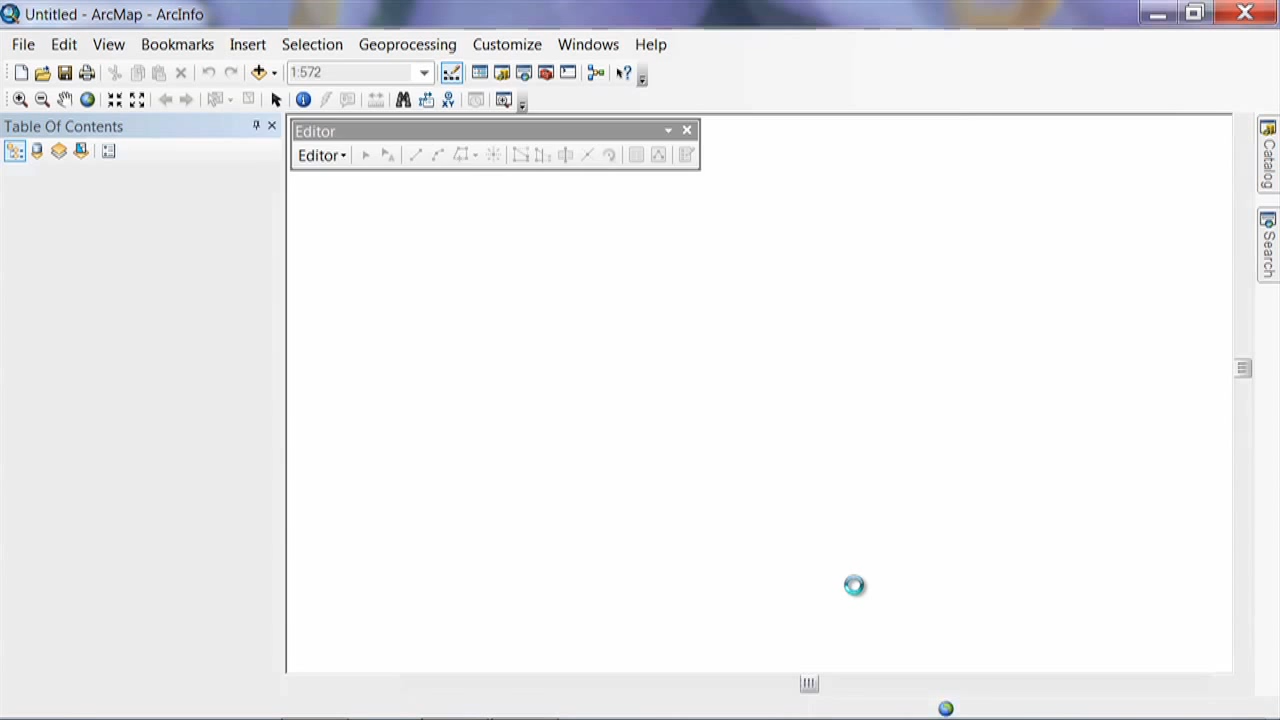 Untitled - ArcMap - ArcInfo
File Edit View Bookmarks Insert Selection Geoprocessing Customize Windows Help
1:572
Table Of Contents
Editor
Editor
Catalog
Search